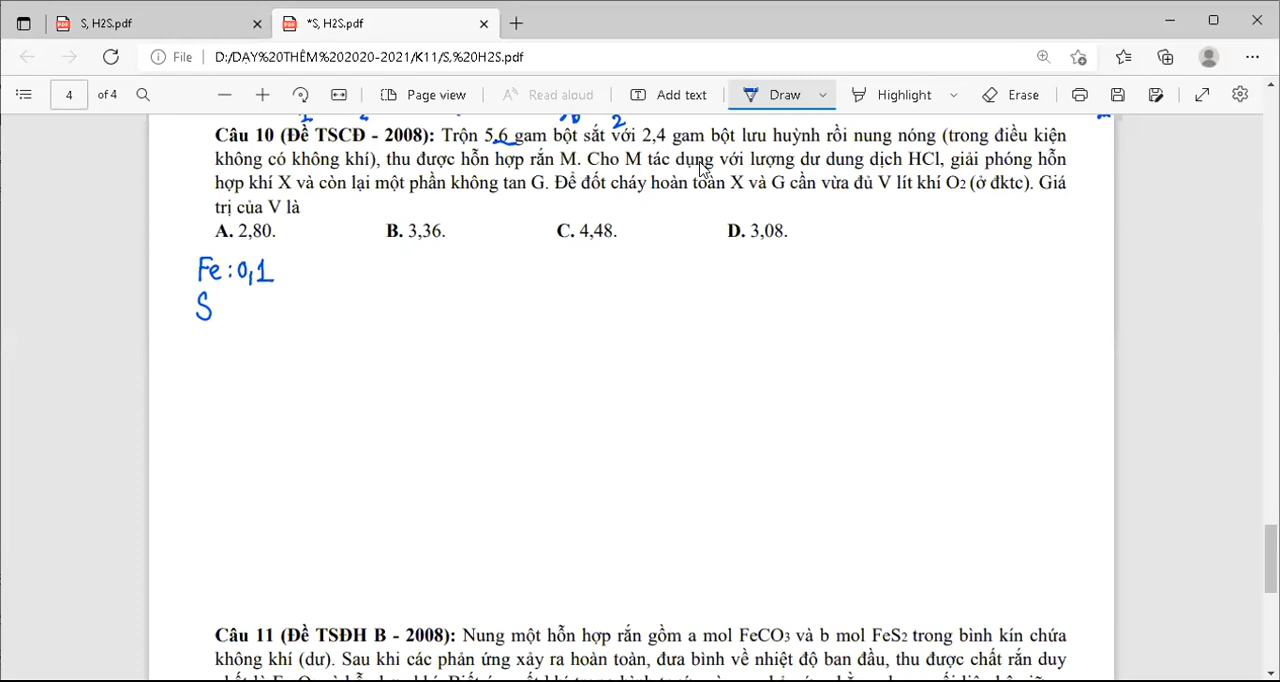 S, H2S.pdf
*S, H2S.pdf
File
D:/DAY%20THÊM%202020-2021/K11/S,%20H2S.pdf
4
of 4
Page view
Read aloud
Add text
Draw
Highlight
Erase
Câu 10 (Đề TSCĐ - 2008): Trộn 5,6 gam bột sắt với 2,4 gam bột lưu huỳnh rồi nung nóng (trong điều kiện
không có không khí), thu được hỗn hợp rắn M. Cho M tác dụng với lượng dư dung dịch HCl, giải phóng hỗn
hợp khí X và còn lại một phần không tan G. Để đốt cháy hoàn toàn X và G cần vừa đủ V lít khí O2 (ở đktc). Giá
trị của V là
A. 2,80. B. 3,36. C. 4,48. D. 3,08.
Fe : 0,1
S
Câu 11 (Đề TSĐH B - 2008): Nung một hỗn hợp rắn gồm a mol FeCO3 và b mol FeS2 trong bình kín chứa
không khí (dư). Sau khi các phản ứng xảy ra hoàn toàn, đưa bình về nhiệt độ ban đầu, thu được chất rắn duy